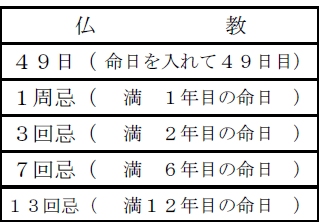 仏　　　教
４９日（ 命日を入れて４９日目）
１周忌（　満　１年目の命日　）
３回忌（　満　２年目の命日　）
７回忌（　満　６年目の命日　）
１３回忌（　満１２年目の命日　）